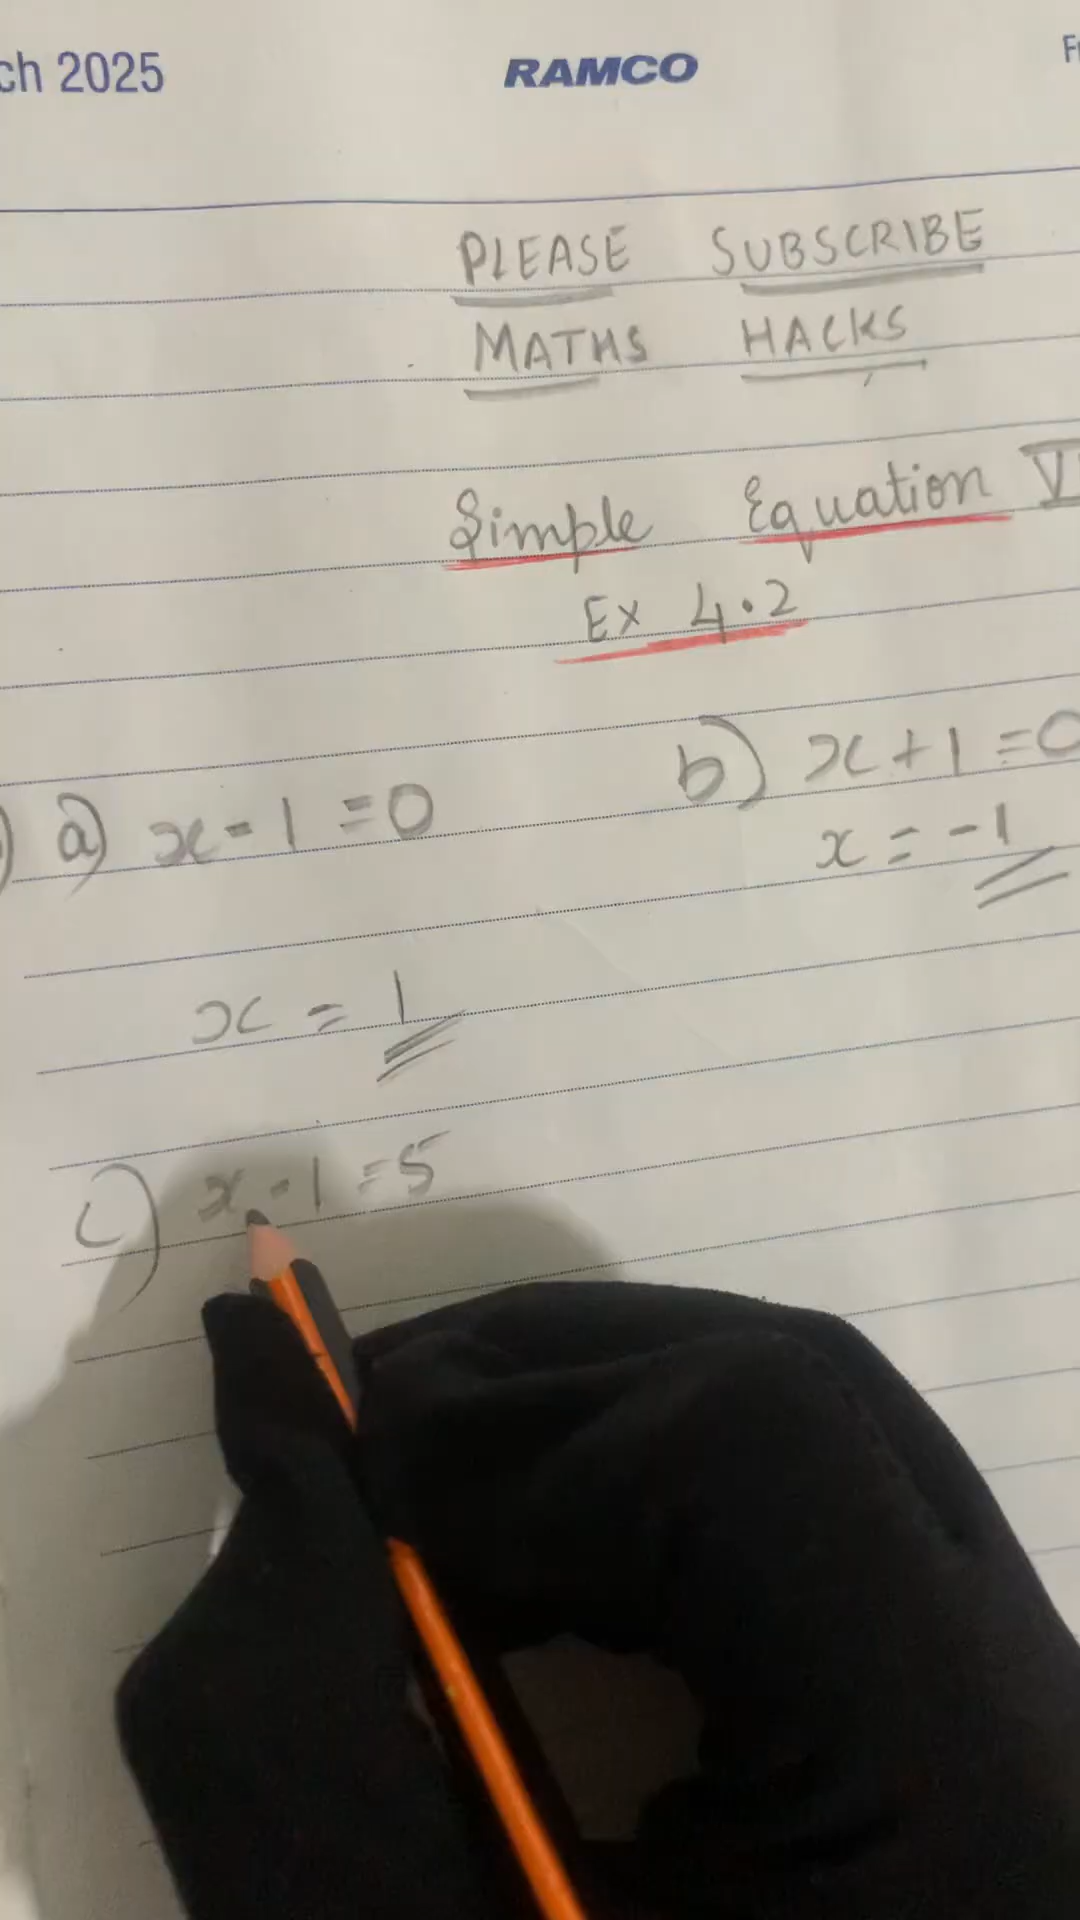 ch 2025 RAMCO
PLEASE SUBSCRIBE
MATHS HACKS
Simple Equation
Ex 4.2
a) x - 1 = 0
b) x + 1 = 0
x = -1
x = 1
c) x - 1 = 5